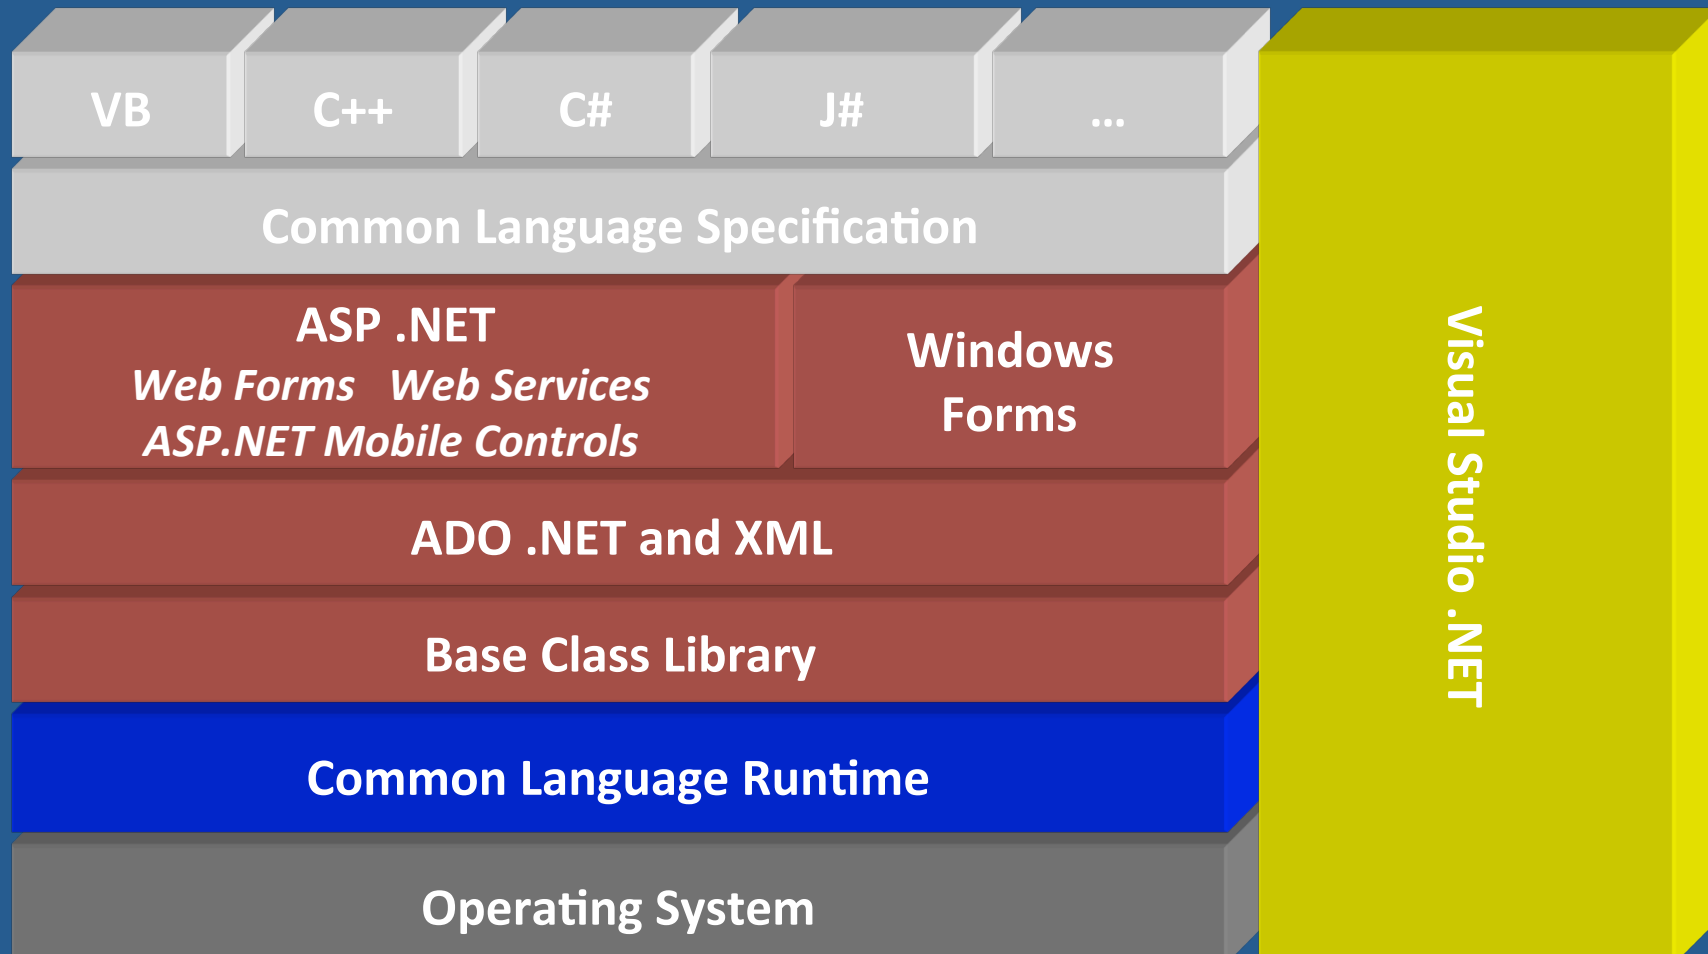 VB
C++
C#
J#
...
Common Language Specification
ASP .NET
Web Forms Web Services
ASP.NET Mobile Controls
Windows
Forms
ADO .NET and XML
Base Class Library
Common Language Runtime
Operating System
Visual Studio .NET